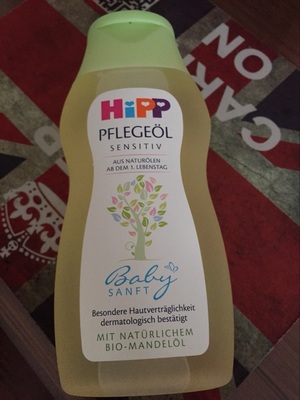 HiPP
PFLEGEÖL
SENSITIV
AUS NATURÖLEN
AB DEM 1. LEBENSTAG
Baby
SANFT
Besondere Hautverträglichkeit
dermatologisch bestätigt
MIT NATÜRLICHEM
BIO-MANDELÖL
ON